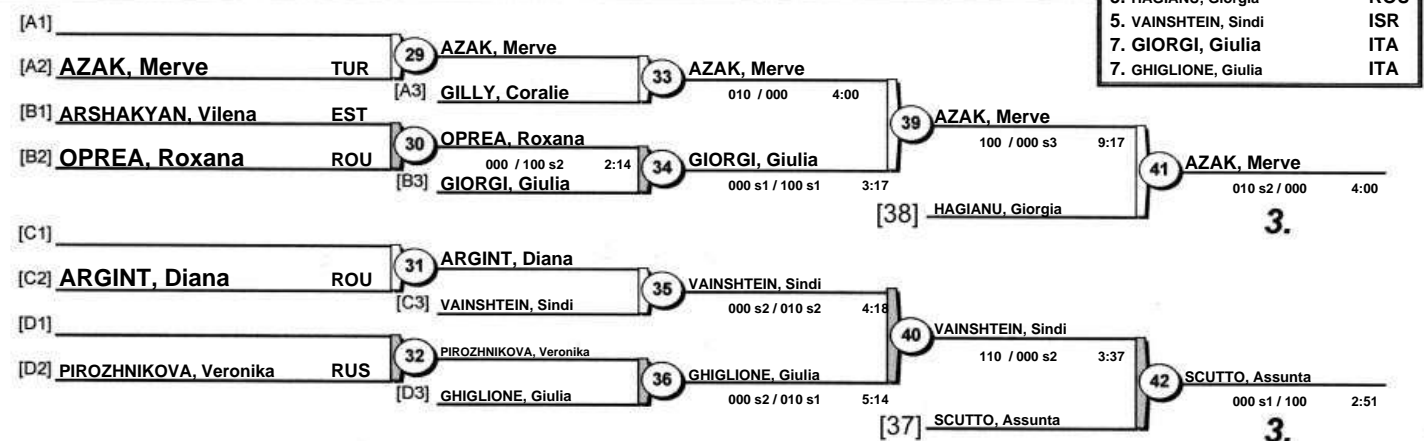 5. HAGIANU, Giorgia ROU
5. VAINSHTEIN, Sindi ISR
7. GIORGI, Giulia ITA
7. GHIGLIONE, Giulia ITA
[A1]
29 AZAK, Merve
[A2] AZAK, Merve TUR
33 AZAK, Merve
[A3] GILLY, Coralie
010 / 000 4:00
[B1] ARSHAKYAN, Vilena EST
39 AZAK, Merve
30 OPREA, Roxana
100 / 000 s3 9:17
[B2] OPREA, Roxana ROU
000 / 100 s2 2:14
34 GIORGI, Giulia
41 AZAK, Merve
[B3] GIORGI, Giulia
000 s1 / 100 s1 3:17
010 s2 / 000 4:00
[38] HAGIANU, Giorgia
3.
[C1]
31 ARGINT, Diana
[C2] ARGINT, Diana ROU
35 VAINSHTEIN, Sindi
[C3] VAINSHTEIN, Sindi
000 s2 / 010 s2 4:18
[D1]
40 VAINSHTEIN, Sindi
32 PIROZHNIKOVA, Veronika
110 / 000 s2 3:37
[D2] PIROZHNIKOVA, Veronika RUS
36 GHIGLIONE, Giulia
42 SCUTTO, Assunta
[D3] GHIGLIONE, Giulia
000 s2 / 010 s1 5:14
000 s1 / 100 2:51
[37] SCUTTO, Assunta
3.